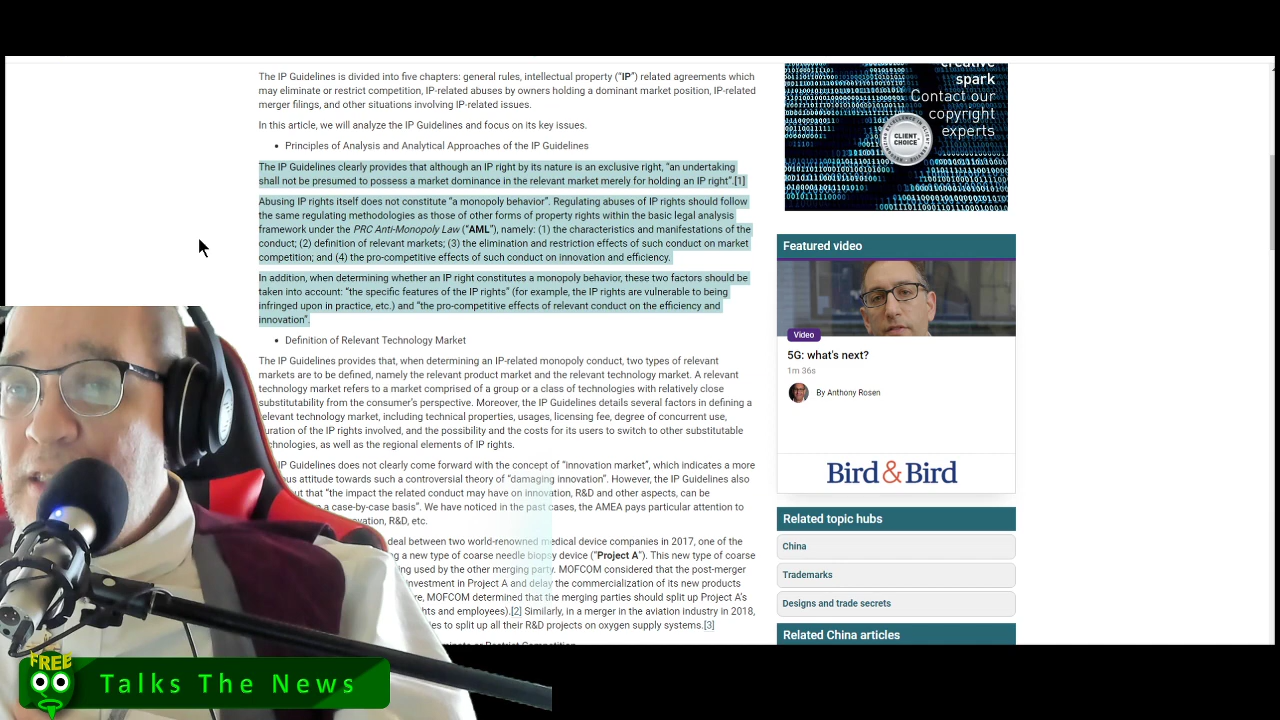 The IP Guidelines is divided into five chapters: general rules, intellectual property (“IP”) related agreements which
may eliminate or restrict competition, IP-related abuses by owners holding a dominant market position, IP-related
merger filings, and other situations involving IP-related issues.
In this article, we will analyze the IP Guidelines and focus on its key issues.
• Principles of Analysis and Analytical Approaches of the IP Guidelines
The IP Guidelines clearly provides that although an IP right by its nature is an exclusive right, “an undertaking
shall not be presumed to possess a market dominance in the relevant market merely for holding an IP right”.[1]
Abusing IP rights itself does not constitute “a monopoly behavior”. Regulating abuses of IP rights should follow
the same regulating methodologies as those of other forms of property rights within the basic legal analysis
framework under the PRC Anti-Monopoly Law (“AML”), namely: (1) the characteristics and manifestations of the
conduct; (2) definition of relevant markets; (3) the elimination and restriction effects of such conduct on market
competition; and (4) the pro-competitive effects of such conduct on innovation and efficiency.
In addition, when determining whether an IP right constitutes a monopoly behavior, these two factors should be
taken into account: “the specific features of the IP rights” (for example, the IP rights are vulnerable to being
infringed upon in practice, etc.) and “the pro-competitive effects of relevant conduct on the efficiency and
innovation”.
• Definition of Relevant Technology Market
The IP Guidelines provides that, when determining an IP-related monopoly conduct, two types of relevant
markets are to be defined, namely the relevant product market and the relevant technology market. A relevant
technology market refers to a market comprised of a group or a class of technologies with relatively close
substitutability from the consumer’s perspective. Moreover, the IP Guidelines details several factors in defining a
elevant technology market, including technical properties, usages, licensing fee, degree of concurrent use,
uration of the IP rights involved, and the possibility and the costs for its users to switch to other substitutable
chnologies, as well as the regional elements of IP rights.
IP Guidelines does not clearly come forward with the concept of “innovation market”, which indicates a more
ous attitude towards such a controversial theory of “damaging innovation”. However, the IP Guidelines also
out that “the impact the related conduct may have on innovation, R&D and other aspects, can be
n a case-by-case basis”. We have noticed in the past cases, the AMEA pays particular attention to
ovation, R&D, etc.
deal between two world-renowned medical device companies in 2017, one of the
g a new type of coarse needle biopsy device (“Project A”). This new type of coarse
ing used by the other merging party. MOFCOM considered that the post-merger
investment in Project A and delay the commercialization of its new products
re, MOFCOM determined that the merging parties should split up Project A’s
hts and employees).[2] Similarly, in a merger in the aviation industry in 2018,
les to split up all their R&D projects on oxygen supply systems.[3]
creative
spark
Contact our
copyright
experts
CLIENT
CHOICE
Featured video
Video
5G: what's next?
1m 36s
By Anthony Rosen
Bird & Bird
Related topic hubs
China
Trademarks
Designs and trade secrets
Related China articles
FREE
Talks The News